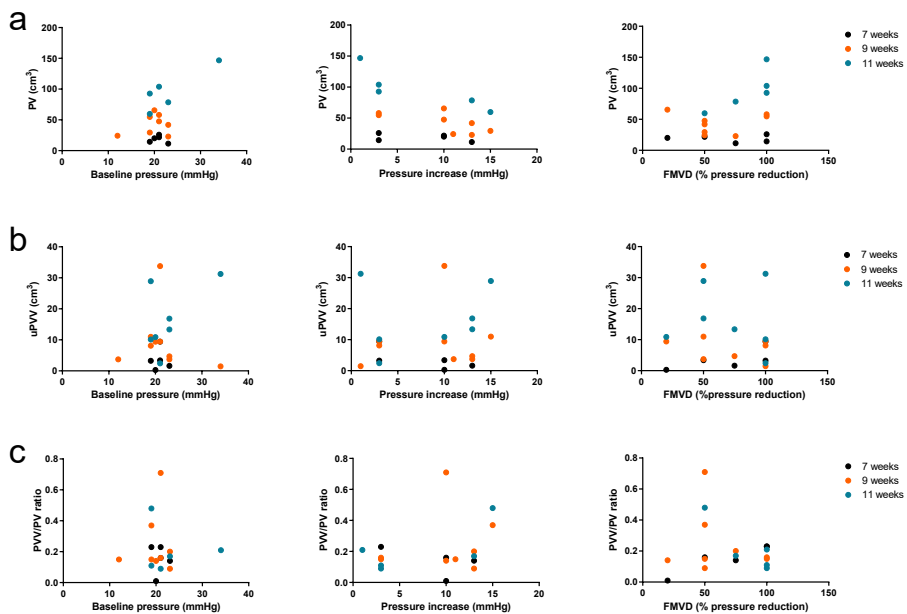 a
200
150
100
50
0
PV (cm³)
0 10 20 30 40
Baseline pressure (mmHg)
200
150
100
50
0
PV (cm³)
0 5 10 15 20
Pressure increase (mmHg)
200
150
100
50
0
PV (cm³)
0 50 100 150
FMVD (% pressure reduction)
7 weeks
9 weeks
11 weeks
b
40
30
20
10
0
uPVV (cm³)
0 10 20 30 40
Baseline pressure (mmHg)
40
30
20
10
0
uPVV (cm³)
0 5 10 15 20
Pressure increase (mmHg)
40
30
20
10
0
uPVV (cm³)
0 50 100 150
FMVD (%pressure reduction)
7 weeks
9 weeks
11 weeks
c
0.8
0.6
0.4
0.2
0.0
PVV/PV ratio
0 10 20 30 40
Baseline pressure (mmHg)
0.8
0.6
0.4
0.2
0.0
PVV/PV ratio
0 5 10 15 20
Pressure increase (mmHg)
0.8
0.6
0.4
0.2
0.0
PVV/PV ratio
0 50 100 150
FMVD (% pressure reduction)
7 weeks
9 weeks
11 weeks